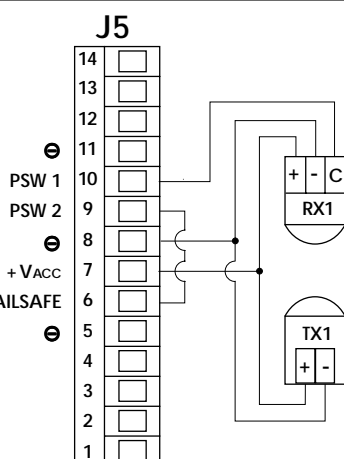 J5
14
13
12
⊖ 11
PSW 1 10
PSW 2 9
⊖ 8
+VACC 7
AILSAFE 6
⊖ 5
4
3
2
1
+ - C
RX1
TX1
+ -